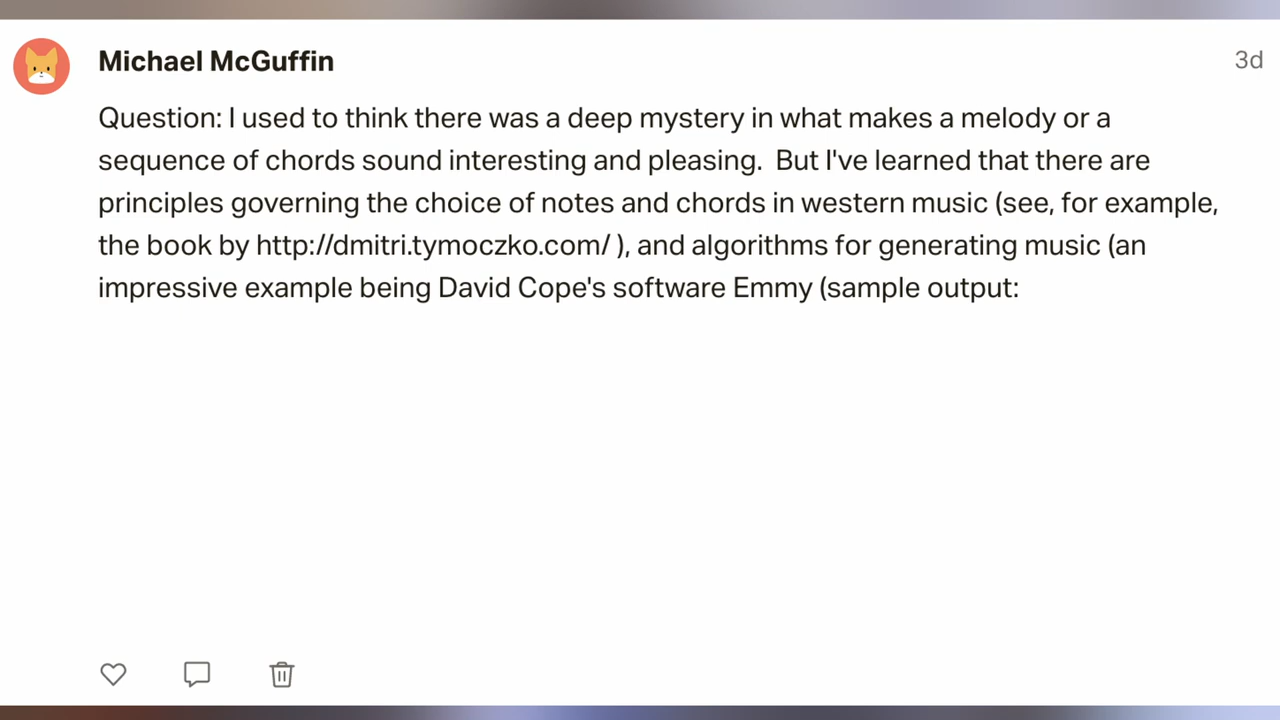 Michael McGuffin
3d
Question: I used to think there was a deep mystery in what makes a melody or a
sequence of chords sound interesting and pleasing.  But I've learned that there are
principles governing the choice of notes and chords in western music (see, for example,
the book by http://dmitri.tymoczko.com/ ), and algorithms for generating music (an
impressive example being David Cope's software Emmy (sample output: